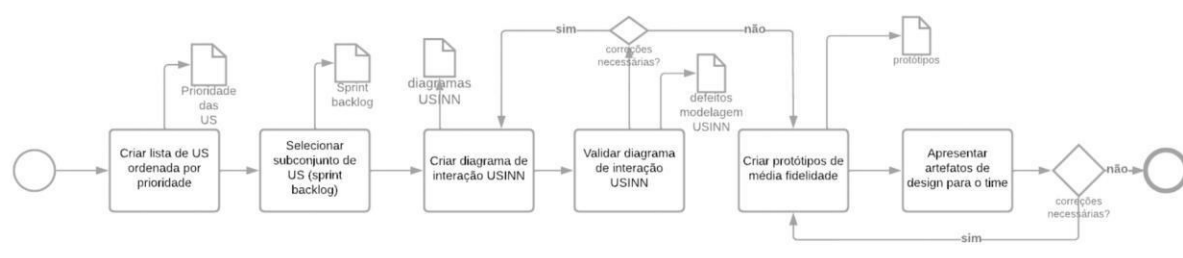 sim
não
correções
necessárias?
protótipos
Prioridade
das
US
Sprint
backlog
diagramas
USINN
defeitos
modelagem
USINN
Criar lista de US
ordenada por
prioridade
Selecionar
subconjunto de
US (sprint
backlog)
Criar diagrama de
interação USINN
Validar diagrama
de interação
USINN
Criar protótipos de
média fidelidade
Apresentar
artefatos de
design para o time
não
correções
necessárias?
sim